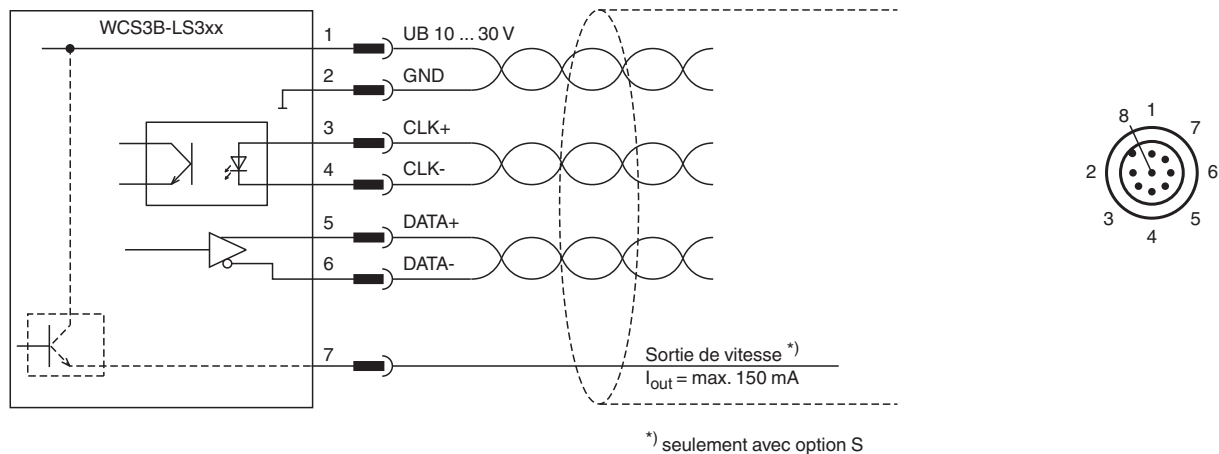 WCS3B-LS3xx
1 UB 10 ... 30 V
2 GND
3 CLK+
4 CLK-
5 DATA+
6 DATA-
7
Sortie de vitesse *)
Iout = max. 150 mA
*) seulement avec option S
8 1 7
2 6
3 5
4